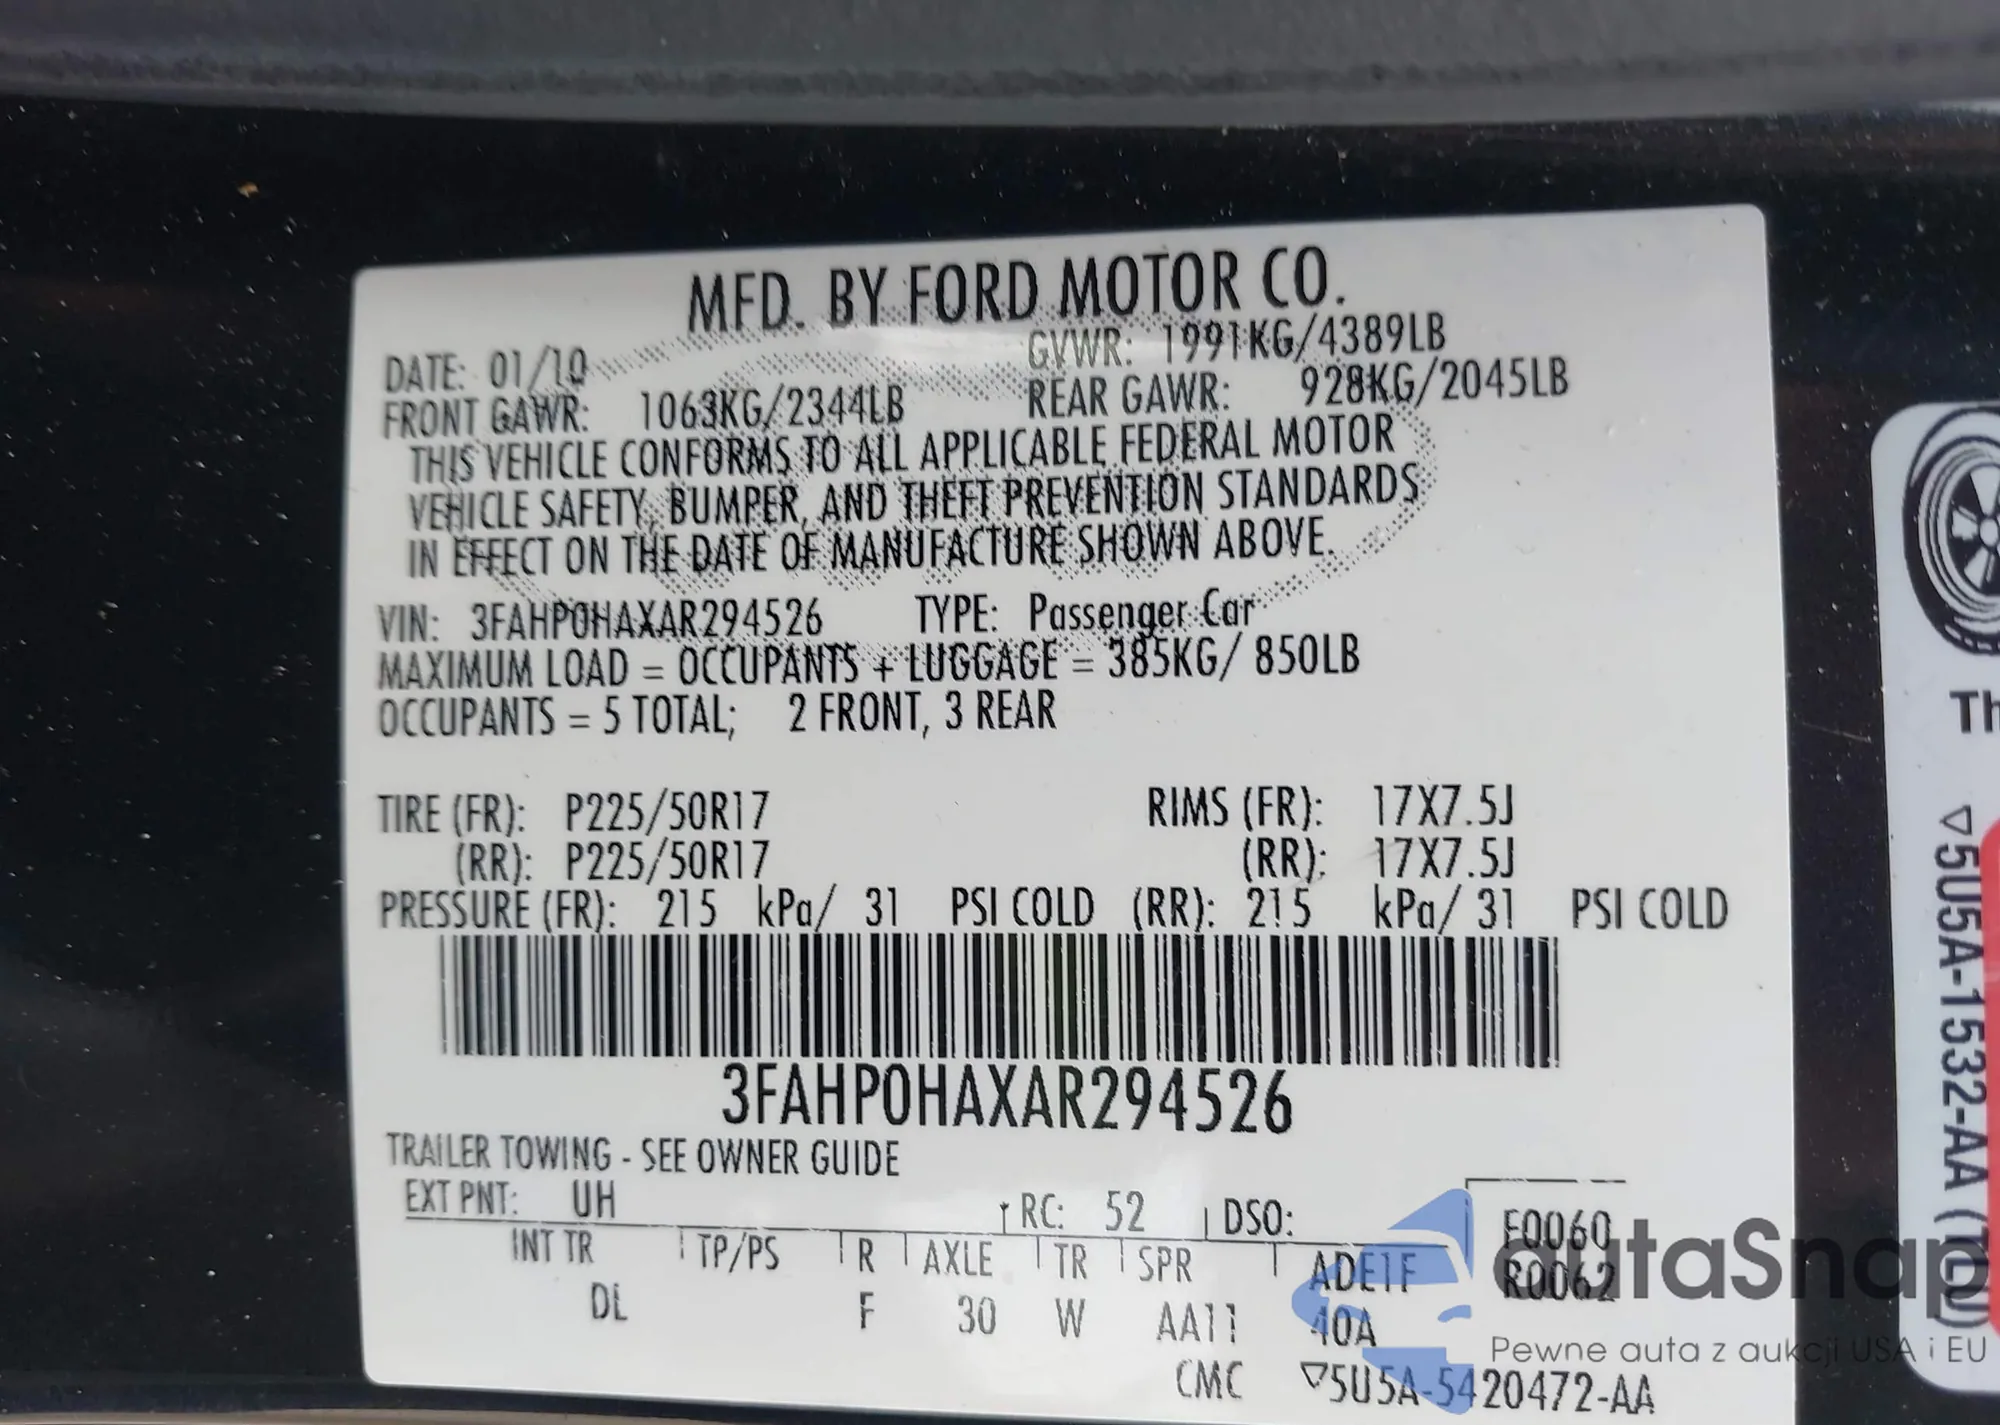 MFD. BY FORD MOTOR CO.
DATE: 01/10 GVWR: 1991KG/4389LB
FRONT GAWR: 1063KG/2344LB REAR GAWR: 928KG/2045LB
THIS VEHICLE CONFORMS TO ALL APPLICABLE FEDERAL MOTOR
VEHICLE SAFETY, BUMPER, AND THEFT PREVENTION STANDARDS
IN EFFECT ON THE DATE OF MANUFACTURE SHOWN ABOVE.
VIN: 3FAHP0HAXAR294526 TYPE: Passenger Car
MAXIMUM LOAD = OCCUPANTS + LUGGAGE = 385KG/ 850LB
OCCUPANTS = 5 TOTAL; 2 FRONT, 3 REAR
TIRE (FR): P225/50R17 RIMS (FR): 17X7.5J
(RR): P225/50R17 (RR): 17X7.5J
PRESSURE (FR): 215 kPa/ 31 PSI COLD (RR): 215 kPa/ 31 PSI COLD
3FAHP0HAXAR294526
TRAILER TOWING - SEE OWNER GUIDE
EXT PNT: UH RC: 52 DSO: F0060
INT TR TP/PS R AXLE TR SPR ADE1F R0062
DL F 30 W AA11 40A
CMC ▽5U5A-5420472-AA
autaSnap
Pewne auta z aukcji USA i EU
Th
▽5U5A-1532-AA